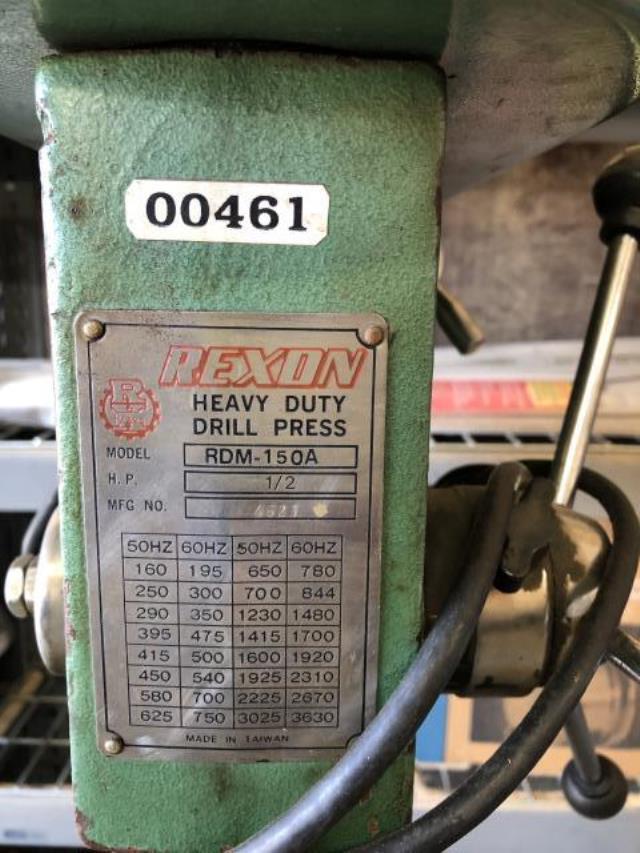 00461
REXON
HEAVY DUTY
DRILL PRESS
MODEL RDM-150A
H.P. 1/2
MFG NO. 4521
50HZ 60HZ 50HZ 60HZ
160 195 650 780
250 300 700 844
290 350 1230 1480
395 475 1415 1700
415 500 1600 1920
450 540 1925 2310
580 700 2225 2670
625 750 3025 3630
MADE IN TAIWAN